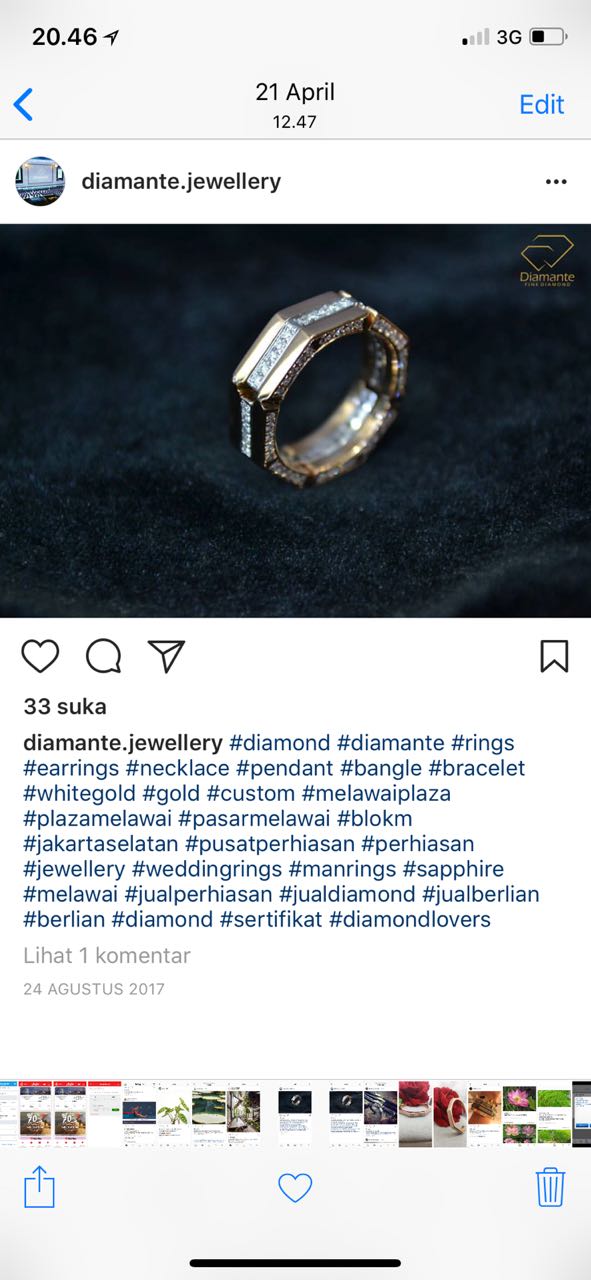 20.46
3G
21 April
12.47
Edit
diamante.jewellery
Diamante
FINE DIAMOND
33 suka
diamante.jewellery #diamond #diamante #rings
#earrings #necklace #pendant #bangle #bracelet
#whitegold #gold #custom #melawaiplaza
#plazamelawai #pasarmelawai #blokm
#jakartaselatan #pusatperhiasan #perhiasan
#jewellery #weddingrings #manrings #sapphire
#melawai #jualperhiasan #jualdiamond #jualberlian
#berlian #diamond #sertifikat #diamondlovers
Lihat 1 komentar
24 AGUSTUS 2017